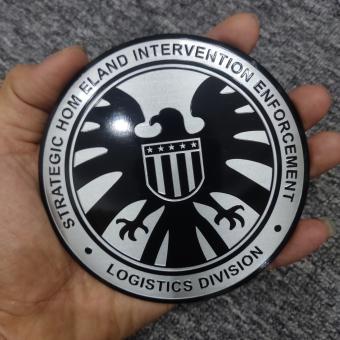 STRATEGIC HOM ELAND INTERVENTION ENFORCEMENT
LOGISTICS DIVISION